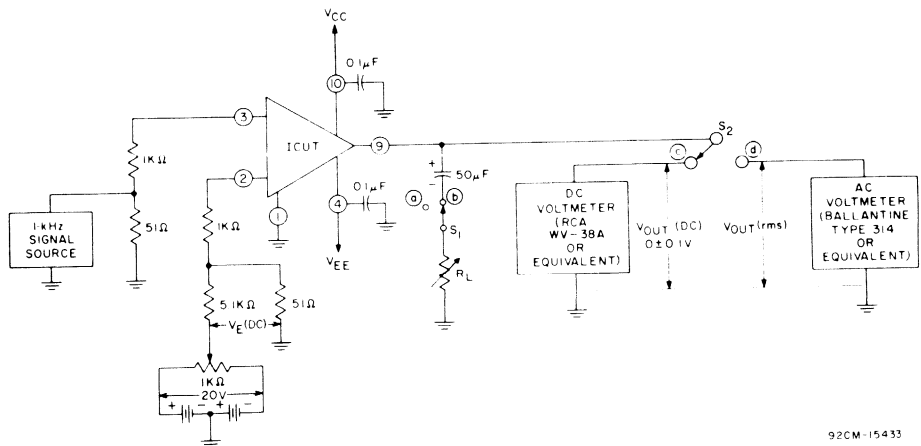 VCC
0.1µF
10
3
ICUT
9
S2
1KΩ
2
+
50µF
c
d
1-kHz
SIGNAL
SOURCE
51Ω
1KΩ
1
4
0.1µF
-
a
b
S1
DC
VOLTMETER
(RCA
WV-38A
OR
EQUIVALENT)
VOUT (DC)
0±0.1V
VOUT (rms)
AC
VOLTMETER
(BALLANTINE
TYPE 314
OR
EQUIVALENT)
VEE
RL
5.1KΩ
51Ω
VE (DC)
1KΩ
20V
+ - + -
92CM-15433